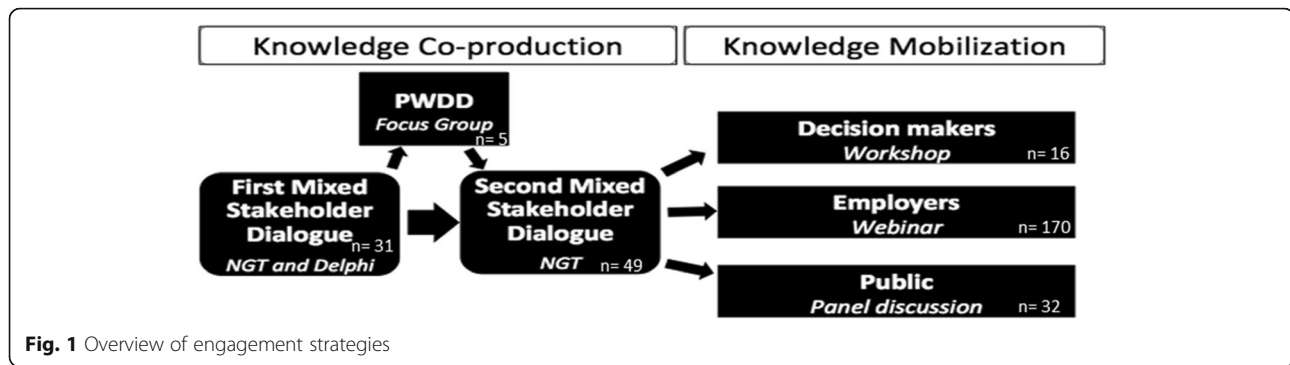 Knowledge Co-production
Knowledge Mobilization
PWDD
Focus Group
n= 5
First Mixed
Stakeholder
Dialogue
n= 31
NGT and Delphi
Second Mixed
Stakeholder
Dialogue
NGT
n= 49
Decision makers
Workshop
n= 16
Employers
Webinar
n= 170
Public
Panel discussion
n= 32
Fig. 1 Overview of engagement strategies